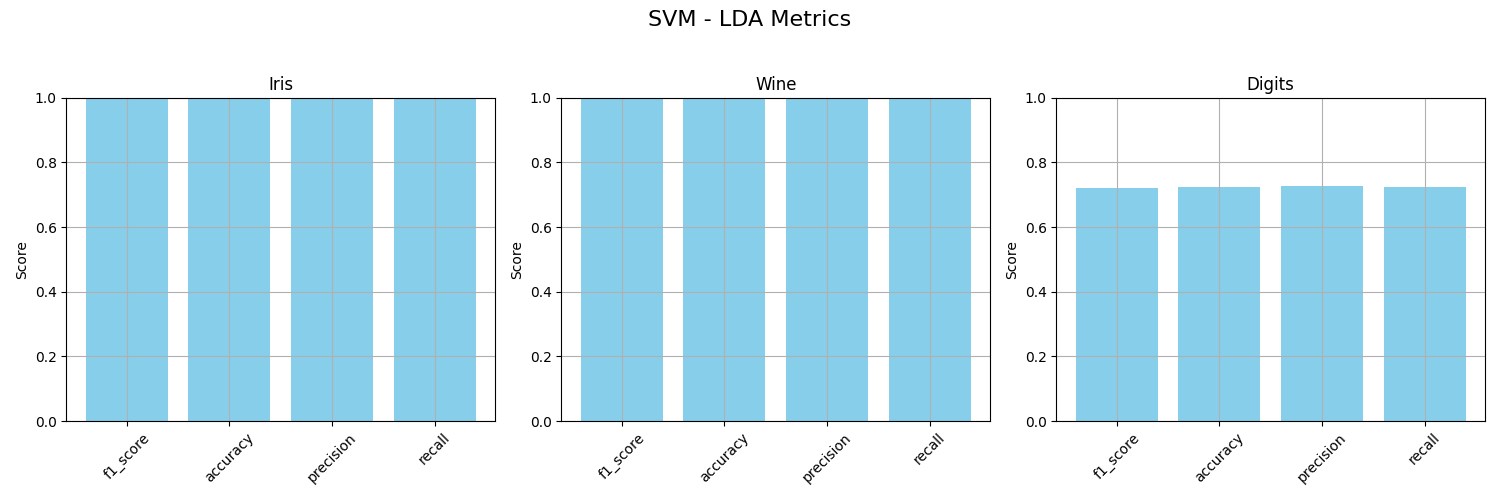 SVM - LDA Metrics
Iris
Score
1.0
0.8
0.6
0.4
0.2
0.0
f1_score
accuracy
precision
recall
Wine
Score
1.0
0.8
0.6
0.4
0.2
0.0
f1_score
accuracy
precision
recall
Digits
Score
1.0
0.8
0.6
0.4
0.2
0.0
f1_score
accuracy
precision
recall